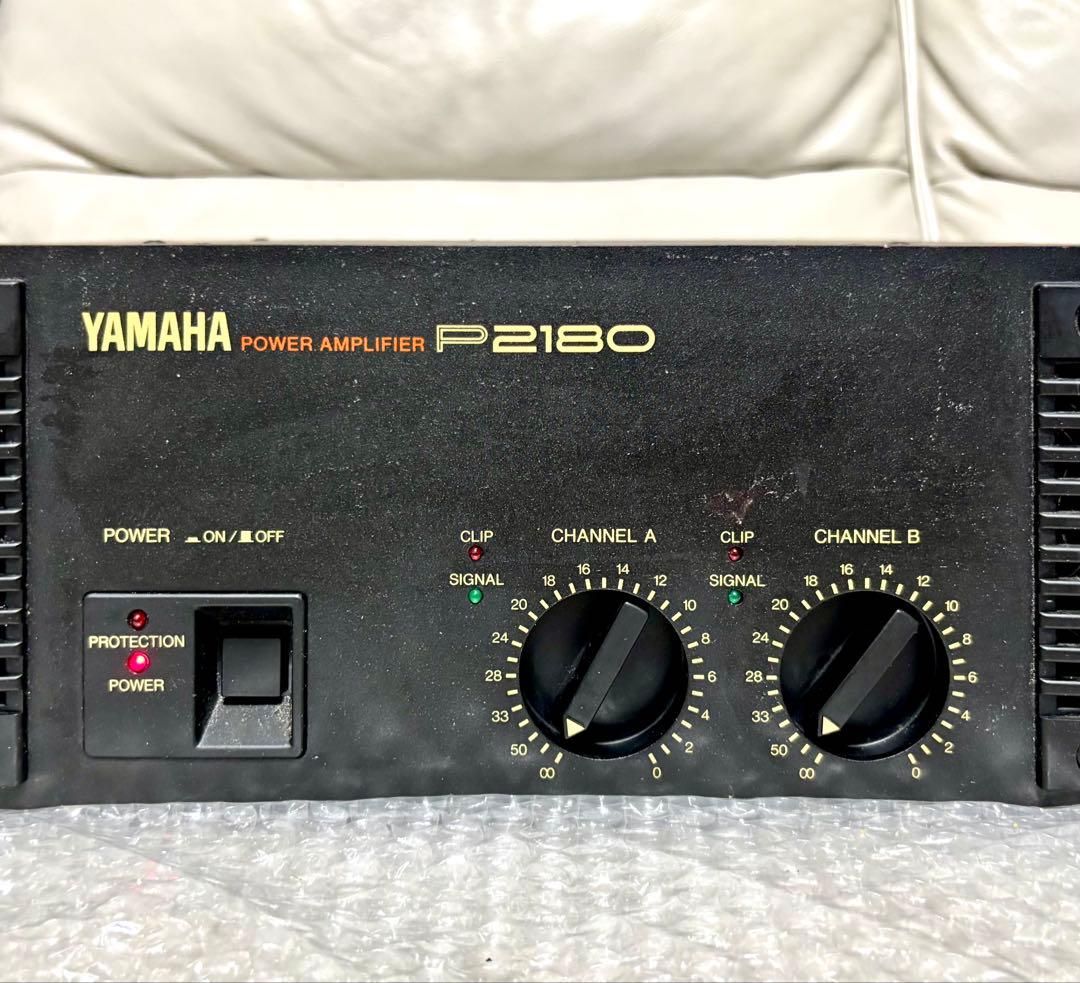 YAMAHA POWER AMPLIFIER P2180
POWER ON / OFF
PROTECTION
POWER
CLIP
SIGNAL
CHANNEL A
∞ 50 33 28 24 20 18 16 14 12 10 8 6 4 2 0
CLIP
SIGNAL
CHANNEL B
∞ 50 33 28 24 20 18 16 14 12 10 8 6 4 2 0